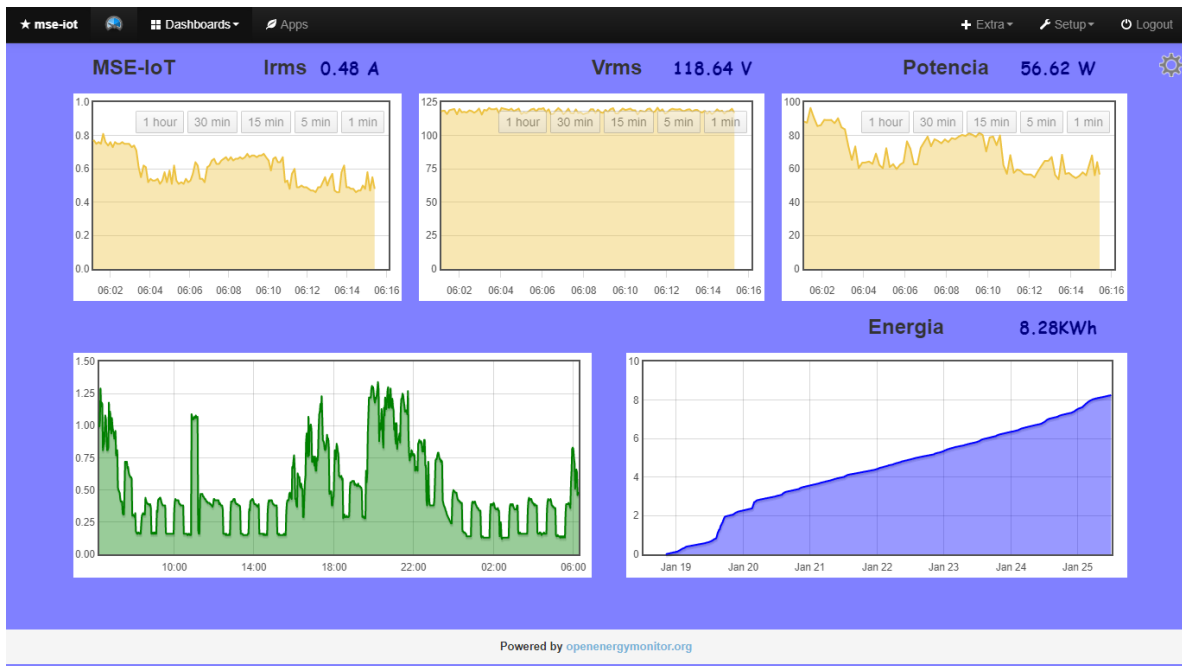 ★ mse-iot Dashboards Apps Extra Setup Logout
MSE-IoT Irms 0.48 A Vrms 118.64 V Potencia 56.62 W
1.0
0.8
0.6
0.4
0.2
0.0
1 hour 30 min 15 min 5 min 1 min
06:02 06:04 06:06 06:08 06:10 06:12 06:14 06:16
125
100
75
50
25
0
1 hour 30 min 15 min 5 min 1 min
06:02 06:04 06:06 06:08 06:10 06:12 06:14 06:16
100
80
60
40
20
0
1 hour 30 min 15 min 5 min 1 min
06:02 06:04 06:06 06:08 06:10 06:12 06:14 06:16
Energia 8.28KWh
1.50
1.25
1.00
0.75
0.50
0.25
0.00
10:00 14:00 18:00 22:00 02:00 06:00
10
8
6
4
2
0
Jan 19 Jan 20 Jan 21 Jan 22 Jan 23 Jan 24 Jan 25
Powered by openenergymonitor.org